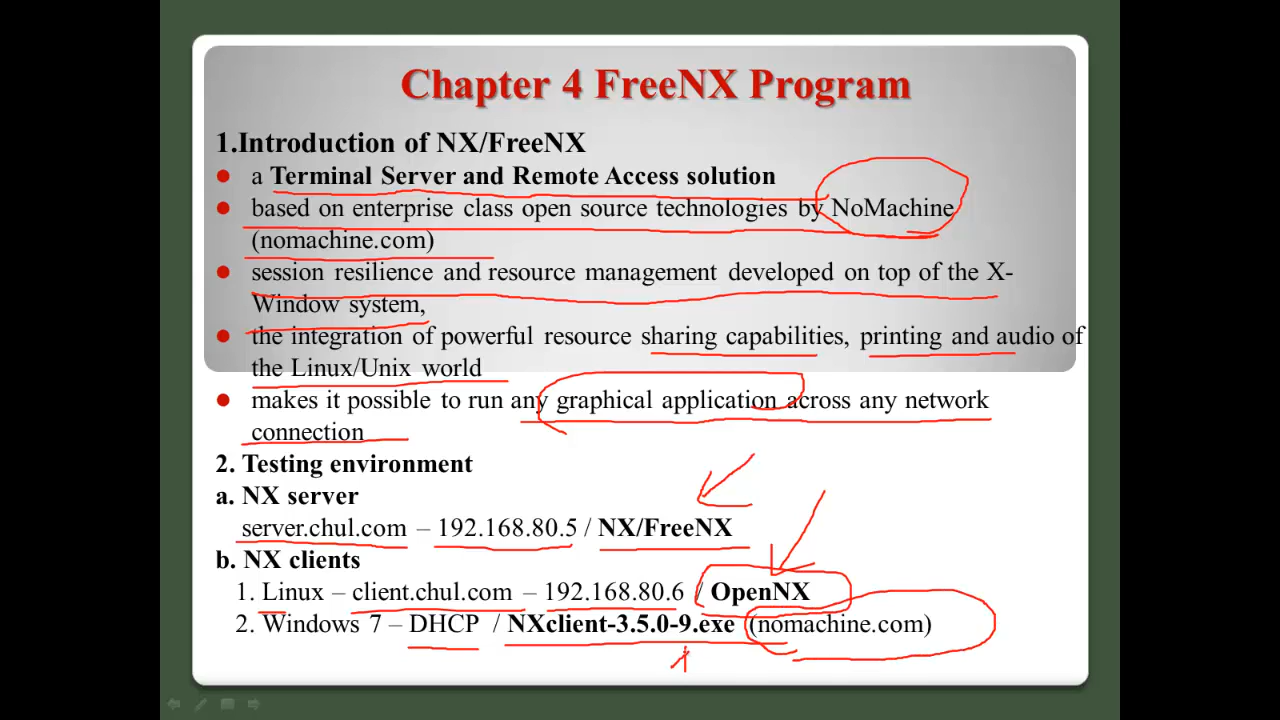 Chapter 4 FreeNX Program
1.Introduction of NX/FreeNX
● a Terminal Server and Remote Access solution
● based on enterprise class open source technologies by NoMachine
(nomachine.com)
● session resilience and resource management developed on top of the X-
Window system,
● the integration of powerful resource sharing capabilities, printing and audio of
the Linux/Unix world
● makes it possible to run any graphical application across any network
connection
2. Testing environment
a. NX server
server.chul.com – 192.168.80.5 / NX/FreeNX
b. NX clients
1. Linux – client.chul.com – 192.168.80.6 / OpenNX
2. Windows 7 – DHCP / NXclient-3.5.0-9.exe (nomachine.com)